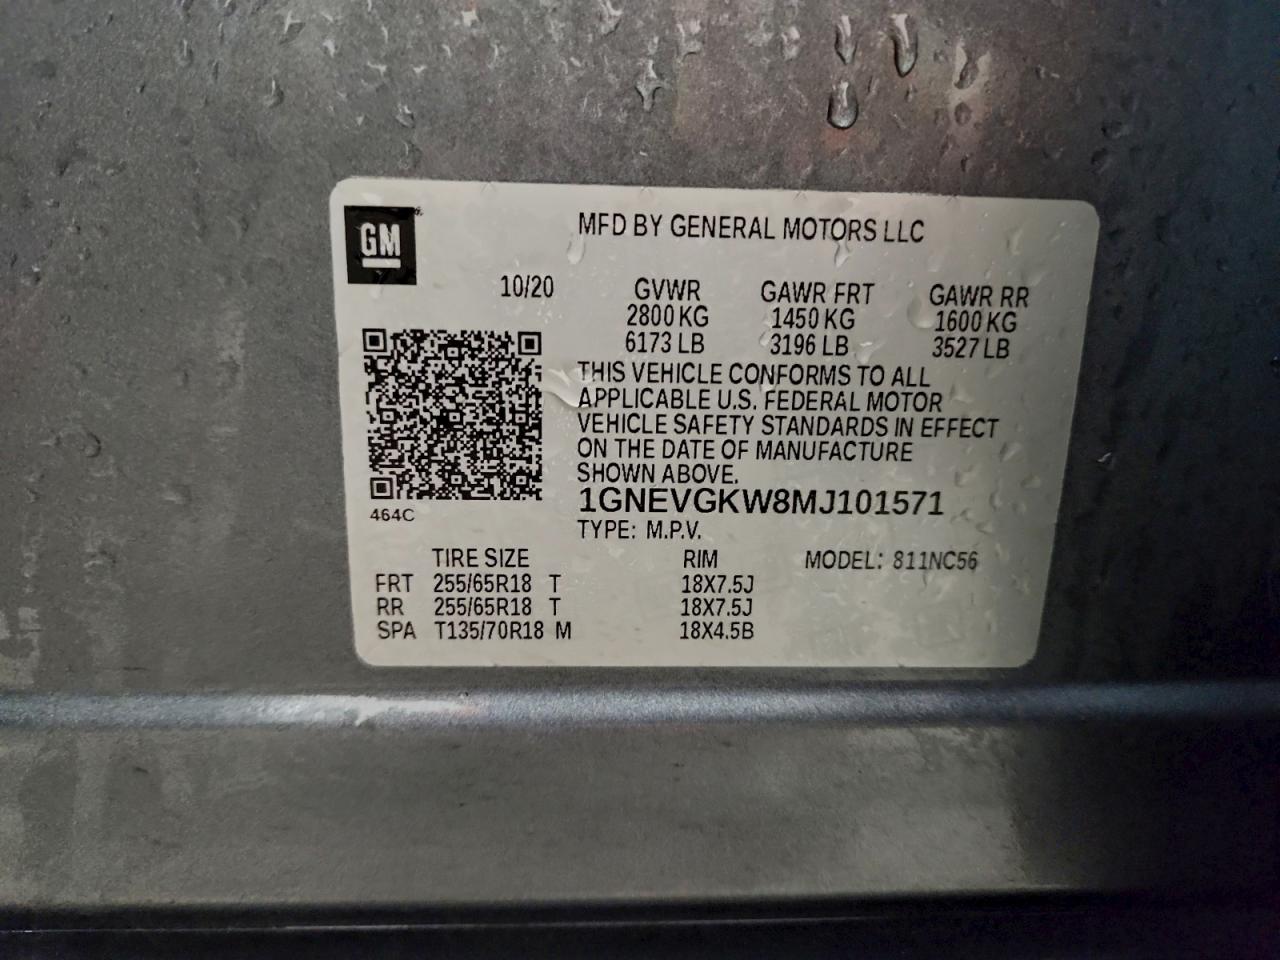 GM
MFD BY GENERAL MOTORS LLC
10/20 GVWR GAWR FRT GAWR RR
2800 KG 1450 KG 1600 KG
6173 LB 3196 LB 3527 LB
THIS VEHICLE CONFORMS TO ALL
APPLICABLE U.S. FEDERAL MOTOR
VEHICLE SAFETY STANDARDS IN EFFECT
ON THE DATE OF MANUFACTURE
SHOWN ABOVE.
1GNEVGKW8MJ101571
464C
TYPE: M.P.V.
TIRE SIZE RIM MODEL: 811NC56
FRT 255/65R18 T 18X7.5J
RR 255/65R18 T 18X7.5J
SPA T135/70R18 M 18X4.5B